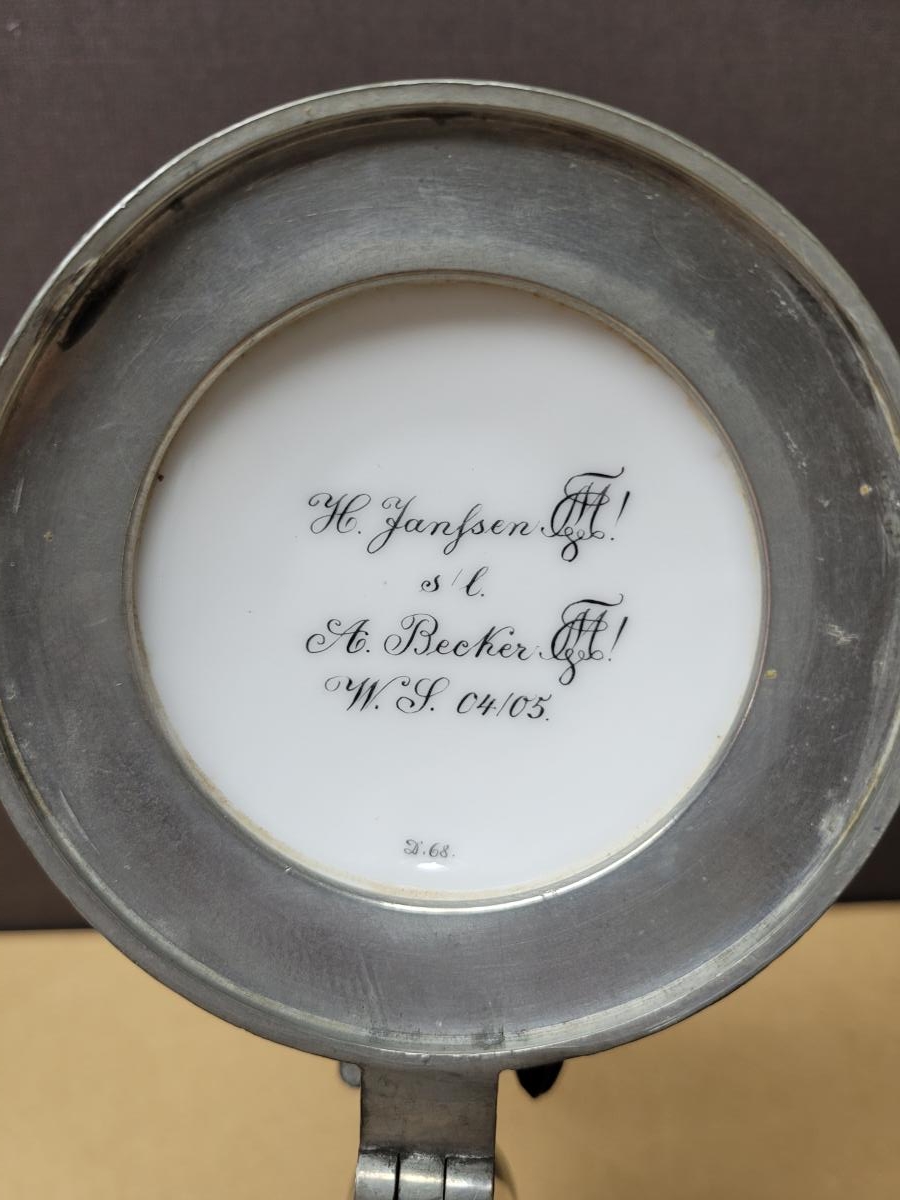 H. Janſsen !
s/l.
A. Becker !
W. S. 04/05.
D. 68.